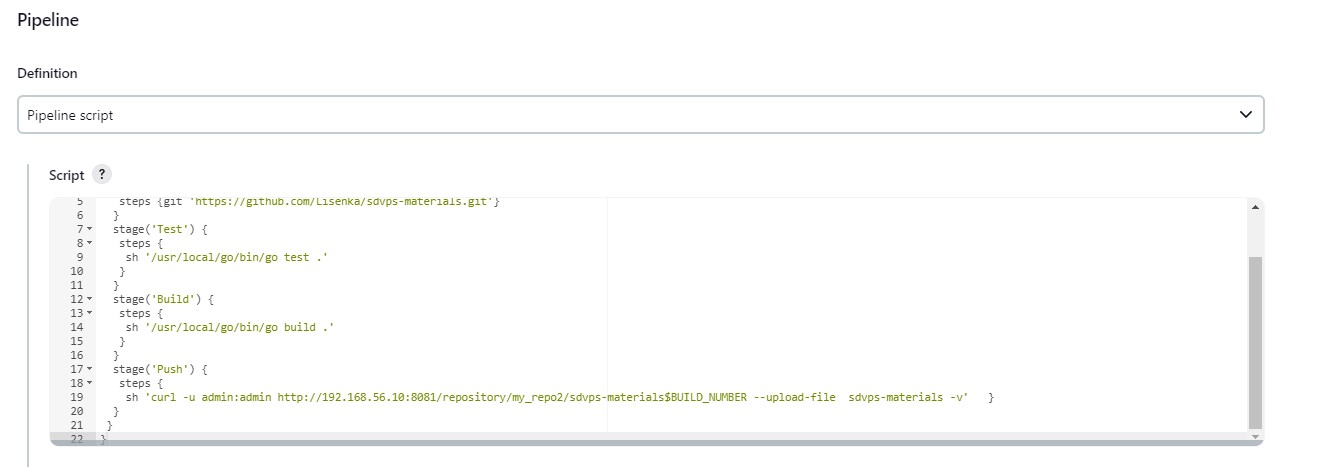 Pipeline
Definition
Pipeline script
Script ?
5 steps {git 'https://github.com/Lisenka/sdvps-materials.git'}
6 }
7 stage('Test') {
8 steps {
9 sh '/usr/local/go/bin/go test .'
10 }
11 }
12 stage('Build') {
13 steps {
14 sh '/usr/local/go/bin/go build .'
15 }
16 }
17 stage('Push') {
18 steps {
19 sh 'curl -u admin:admin http://192.168.56.10:8081/repository/my_repo2/sdvps-materials$BUILD_NUMBER --upload-file  sdvps-materials -v'   }
20 }
21 }
22 }